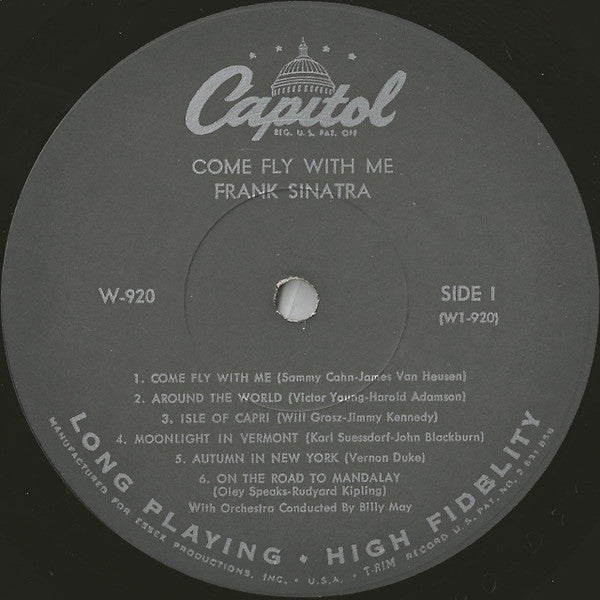 Capitol
REG. U.S. PAT. OFF
COME FLY WITH ME
FRANK SINATRA
W-920
SIDE 1
(W1-920)
1. COME FLY WITH ME (Sammy Cahn-James Van Heusen)
2. AROUND THE WORLD (Victor Young-Harold Adamson)
3. ISLE OF CAPRI (Will Grosz-Jimmy Kennedy)
4. MOONLIGHT IN VERMONT (Karl Suessdorf-John Blackburn)
5. AUTUMN IN NEW YORK (Vernon Duke)
6. ON THE ROAD TO MANDALAY
(Oley Speaks-Rudyard Kipling)
With Orchestra Conducted By Billy May
LONG PLAYING • HIGH FIDELITY
MANUFACTURED FOR ESSEX PRODUCTIONS, INC. • U.S.A. • T-RIM RECORD U.S. PAT. NO. 2 631 859